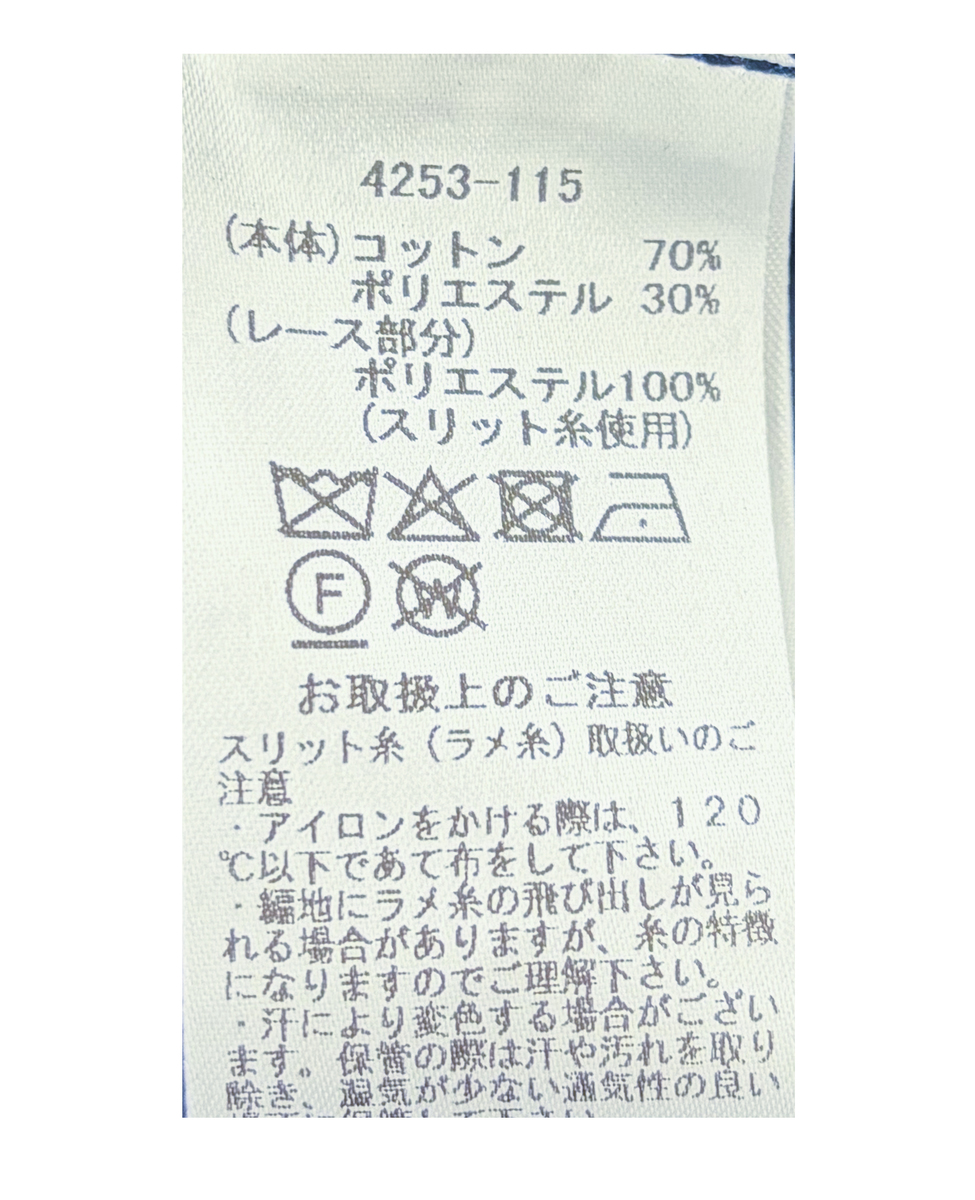 4253-115
(本体)コットン 70%
ポリエステル 30%
(レース部分)
ポリエステル100%
(スリット糸使用)
F
W
お取扱上のご注意
スリット糸(ラメ糸)取扱いのご
注意
・アイロンをかける際は、120
℃以下であて布をして下さい。
・編地にラメ糸の飛び出しが見ら
れる場合がありますが、糸の特徴
になりますのでご理解下さい。
・汗により変色する場合がござい
ます。保管の際は汗や汚れを取り
除き、湿気が少ない通気性の良い